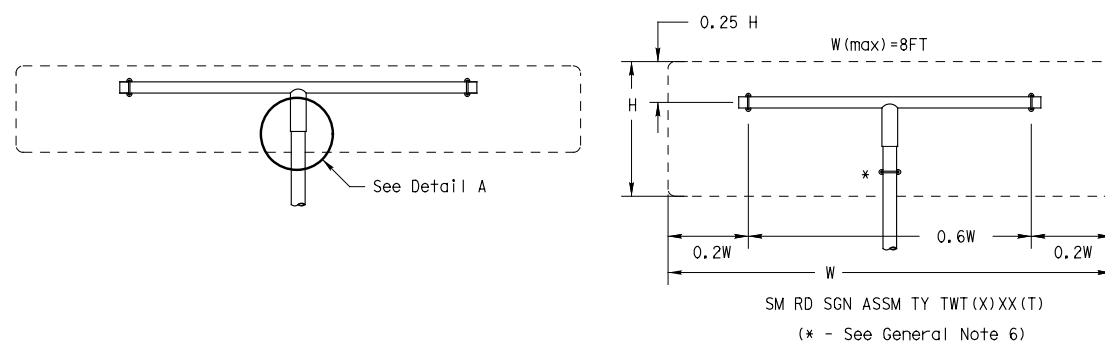 See Detail A
0.25 H
W(max)=8FT
H
*
0.2W
0.6W
0.2W
W
SM RD SGN ASSM TY TWT(X)XX(T)
(* - See General Note 6)